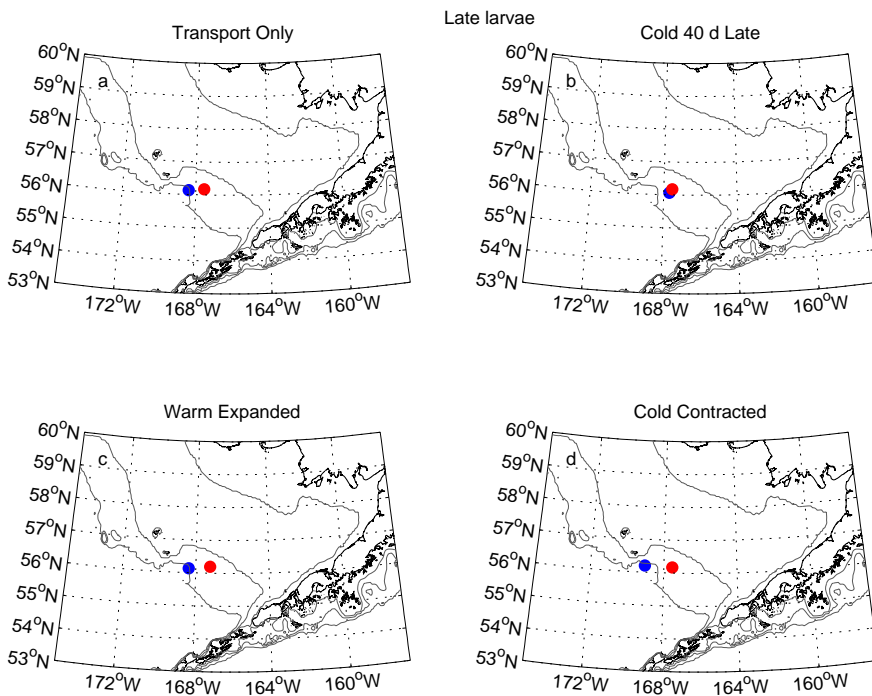 Late larvae
Transport Only
60°N
59°N
58°N
57°N
56°N
55°N
54°N
53°N
a
172°W
168°W
164°W
160°W
Cold 40 d Late
60°N
59°N
58°N
57°N
56°N
55°N
54°N
53°N
b
172°W
168°W
164°W
160°W
Warm Expanded
60°N
59°N
58°N
57°N
56°N
55°N
54°N
53°N
c
172°W
168°W
164°W
160°W
Cold Contracted
60°N
59°N
58°N
57°N
56°N
55°N
54°N
53°N
d
172°W
168°W
164°W
160°W